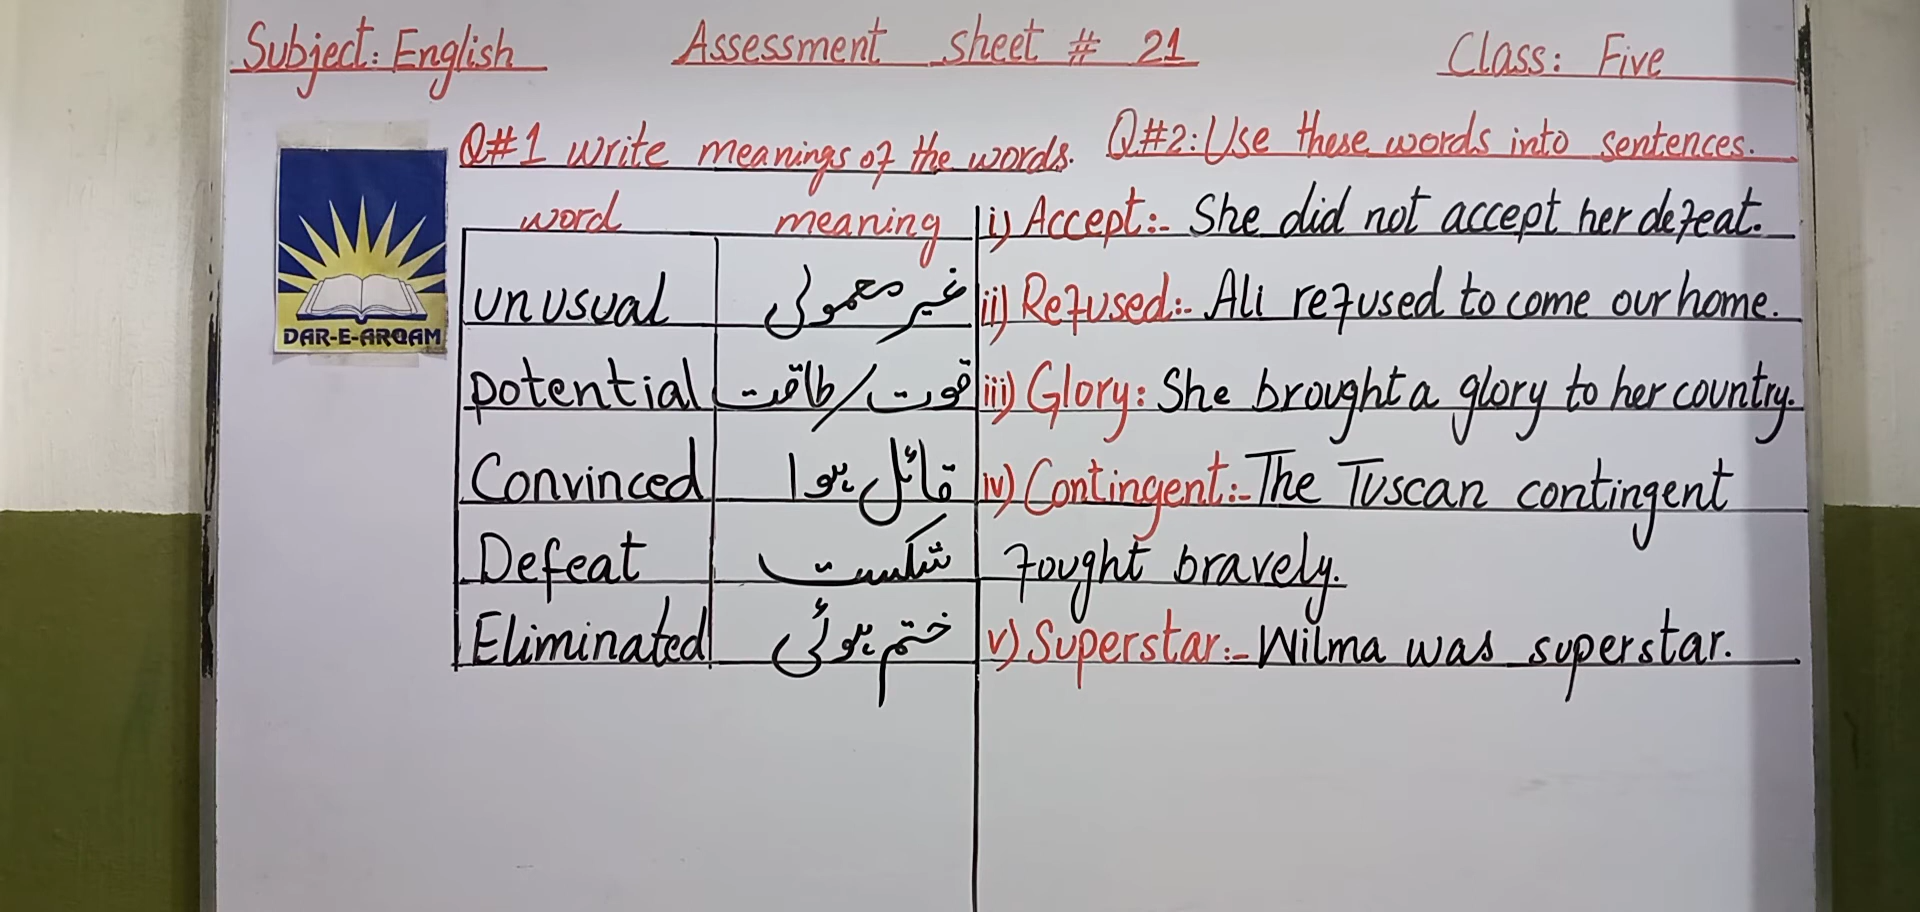 Subject: English Assessment sheet # 21 Class: Five
Q#1 write meanings of the words.
word meaning
unusual غیر معمولی
potential قوت/طاقت
Convinced قائل ہوا
Defeat شکست
Eliminated ختم ہوئی
Q#2: Use these words into sentences.
i) Accept:- She did not accept her defeat.
ii) Refused:- Ali refused to come our home.
iii) Glory: She brought a glory to her country.
iv) Contingent:- The Tuscan contingent
fought bravely.
v) Superstar:- Wilma was superstar.
DAR-E-ARQAM